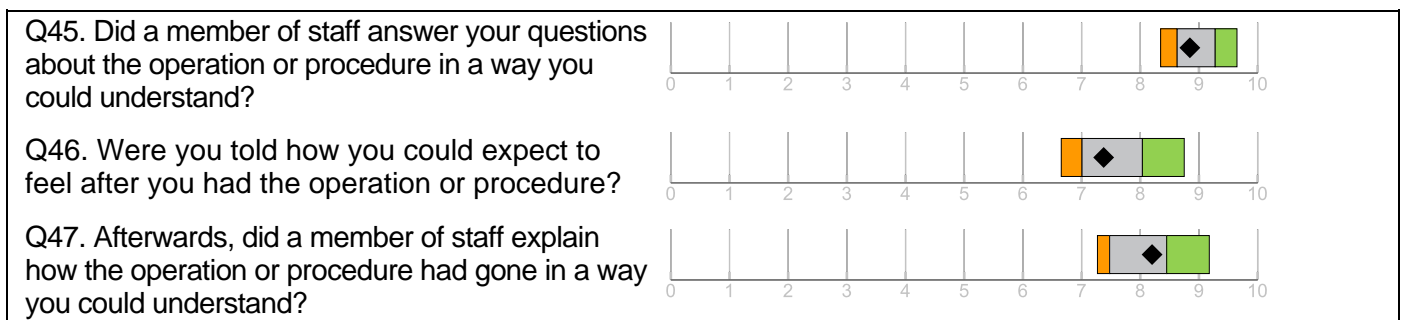 Q45. Did a member of staff answer your questions
about the operation or procedure in a way you
could understand?
0 1 2 3 4 5 6 7 8 9 10
Q46. Were you told how you could expect to
feel after you had the operation or procedure?
0 1 2 3 4 5 6 7 8 9 10
Q47. Afterwards, did a member of staff explain
how the operation or procedure had gone in a way
you could understand?
0 1 2 3 4 5 6 7 8 9 10